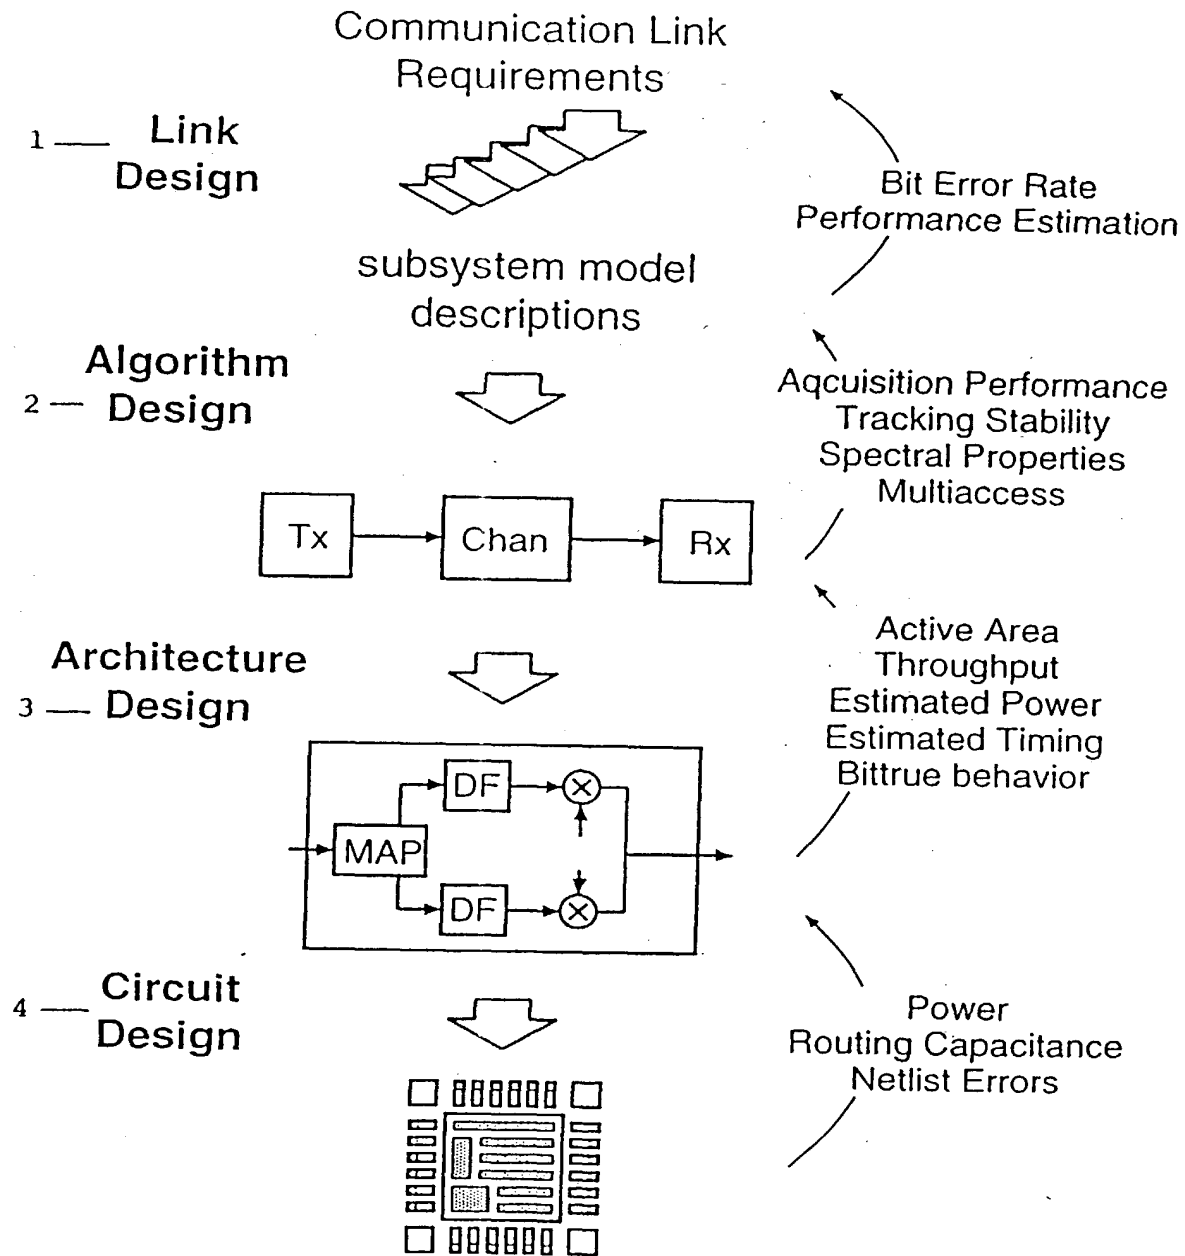 Communication Link
Requirements
1 — Link
Design
Bit Error Rate
Performance Estimation
subsystem model
descriptions
Algorithm
2 — Design
Aqcuisition Performance
Tracking Stability
Spectral Properties
Multiaccess
Tx
Chan
Rx
Architecture
3 — Design
Active Area
Throughput
Estimated Power
Estimated Timing
Bittrue behavior
DF
MAP
DF
4 — Circuit
Design
Power
Routing Capacitance
Netlist Errors